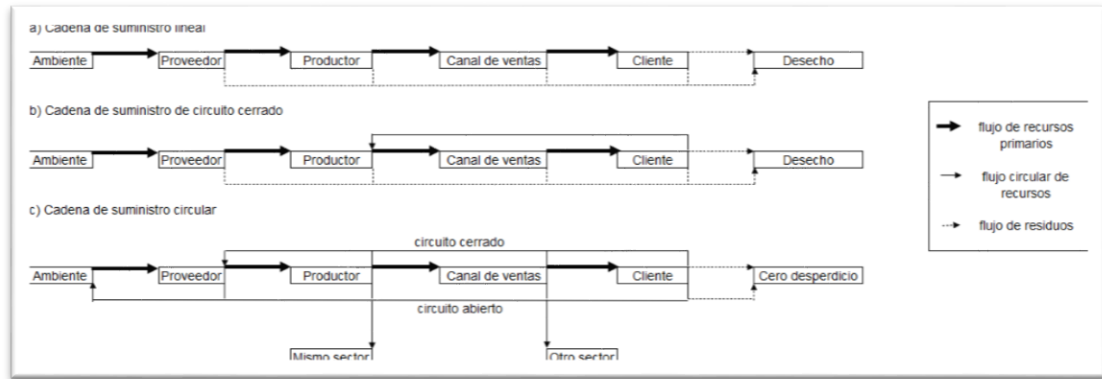 a) Cadena de suministro lineal
Ambiente Proveedor Productor Canal de ventas Cliente Desecho
b) Cadena de suministro de circuito cerrado
Ambiente Proveedor Productor Canal de ventas Cliente Desecho
c) Cadena de suministro circular
circuito cerrado
Ambiente Proveedor Productor Canal de ventas Cliente Cero desperdicio
circuito abierto
Mismo sector Otro sector
flujo de recursos
primarios
flujo circular de
recursos
flujo de residuos